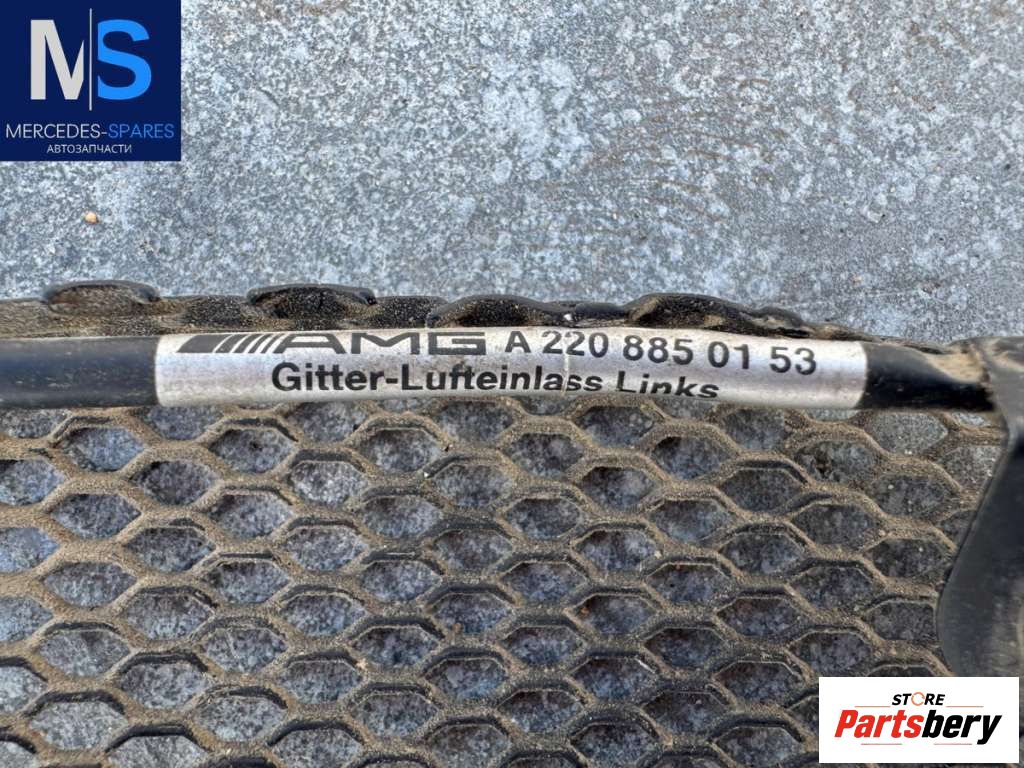 MS
MERCEDES-SPARES
АВТОЗАПЧАСТИ
AMG A 220 885 01 53
Gitter-Lufteinlass Links
STORE
Partsbery